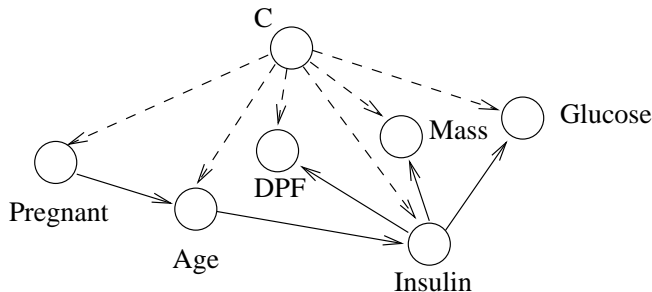 C
Glucose
Mass
DPF
Pregnant
Age
Insulin